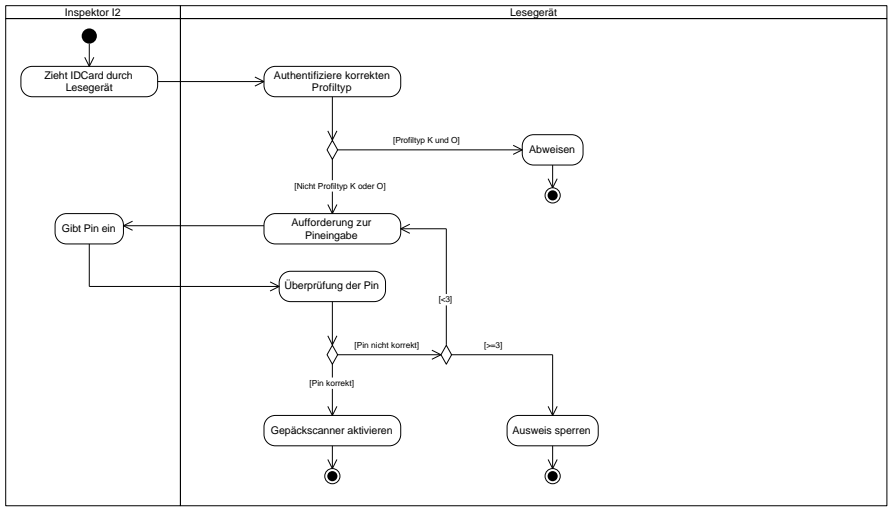 Inspektor I2
Lesegerät
Zieht IDCard durch
Lesegerät
Authentifiziere korrekten
Profiltyp
[Profiltyp K und O]
Abweisen
[Nicht Profiltyp K oder O]
Gibt Pin ein
Aufforderung zur
Pineingabe
Überprüfung der Pin
[<3]
[Pin nicht korrekt]
[>=3]
[Pin korrekt]
Gepäckscanner aktivieren
Ausweis sperren